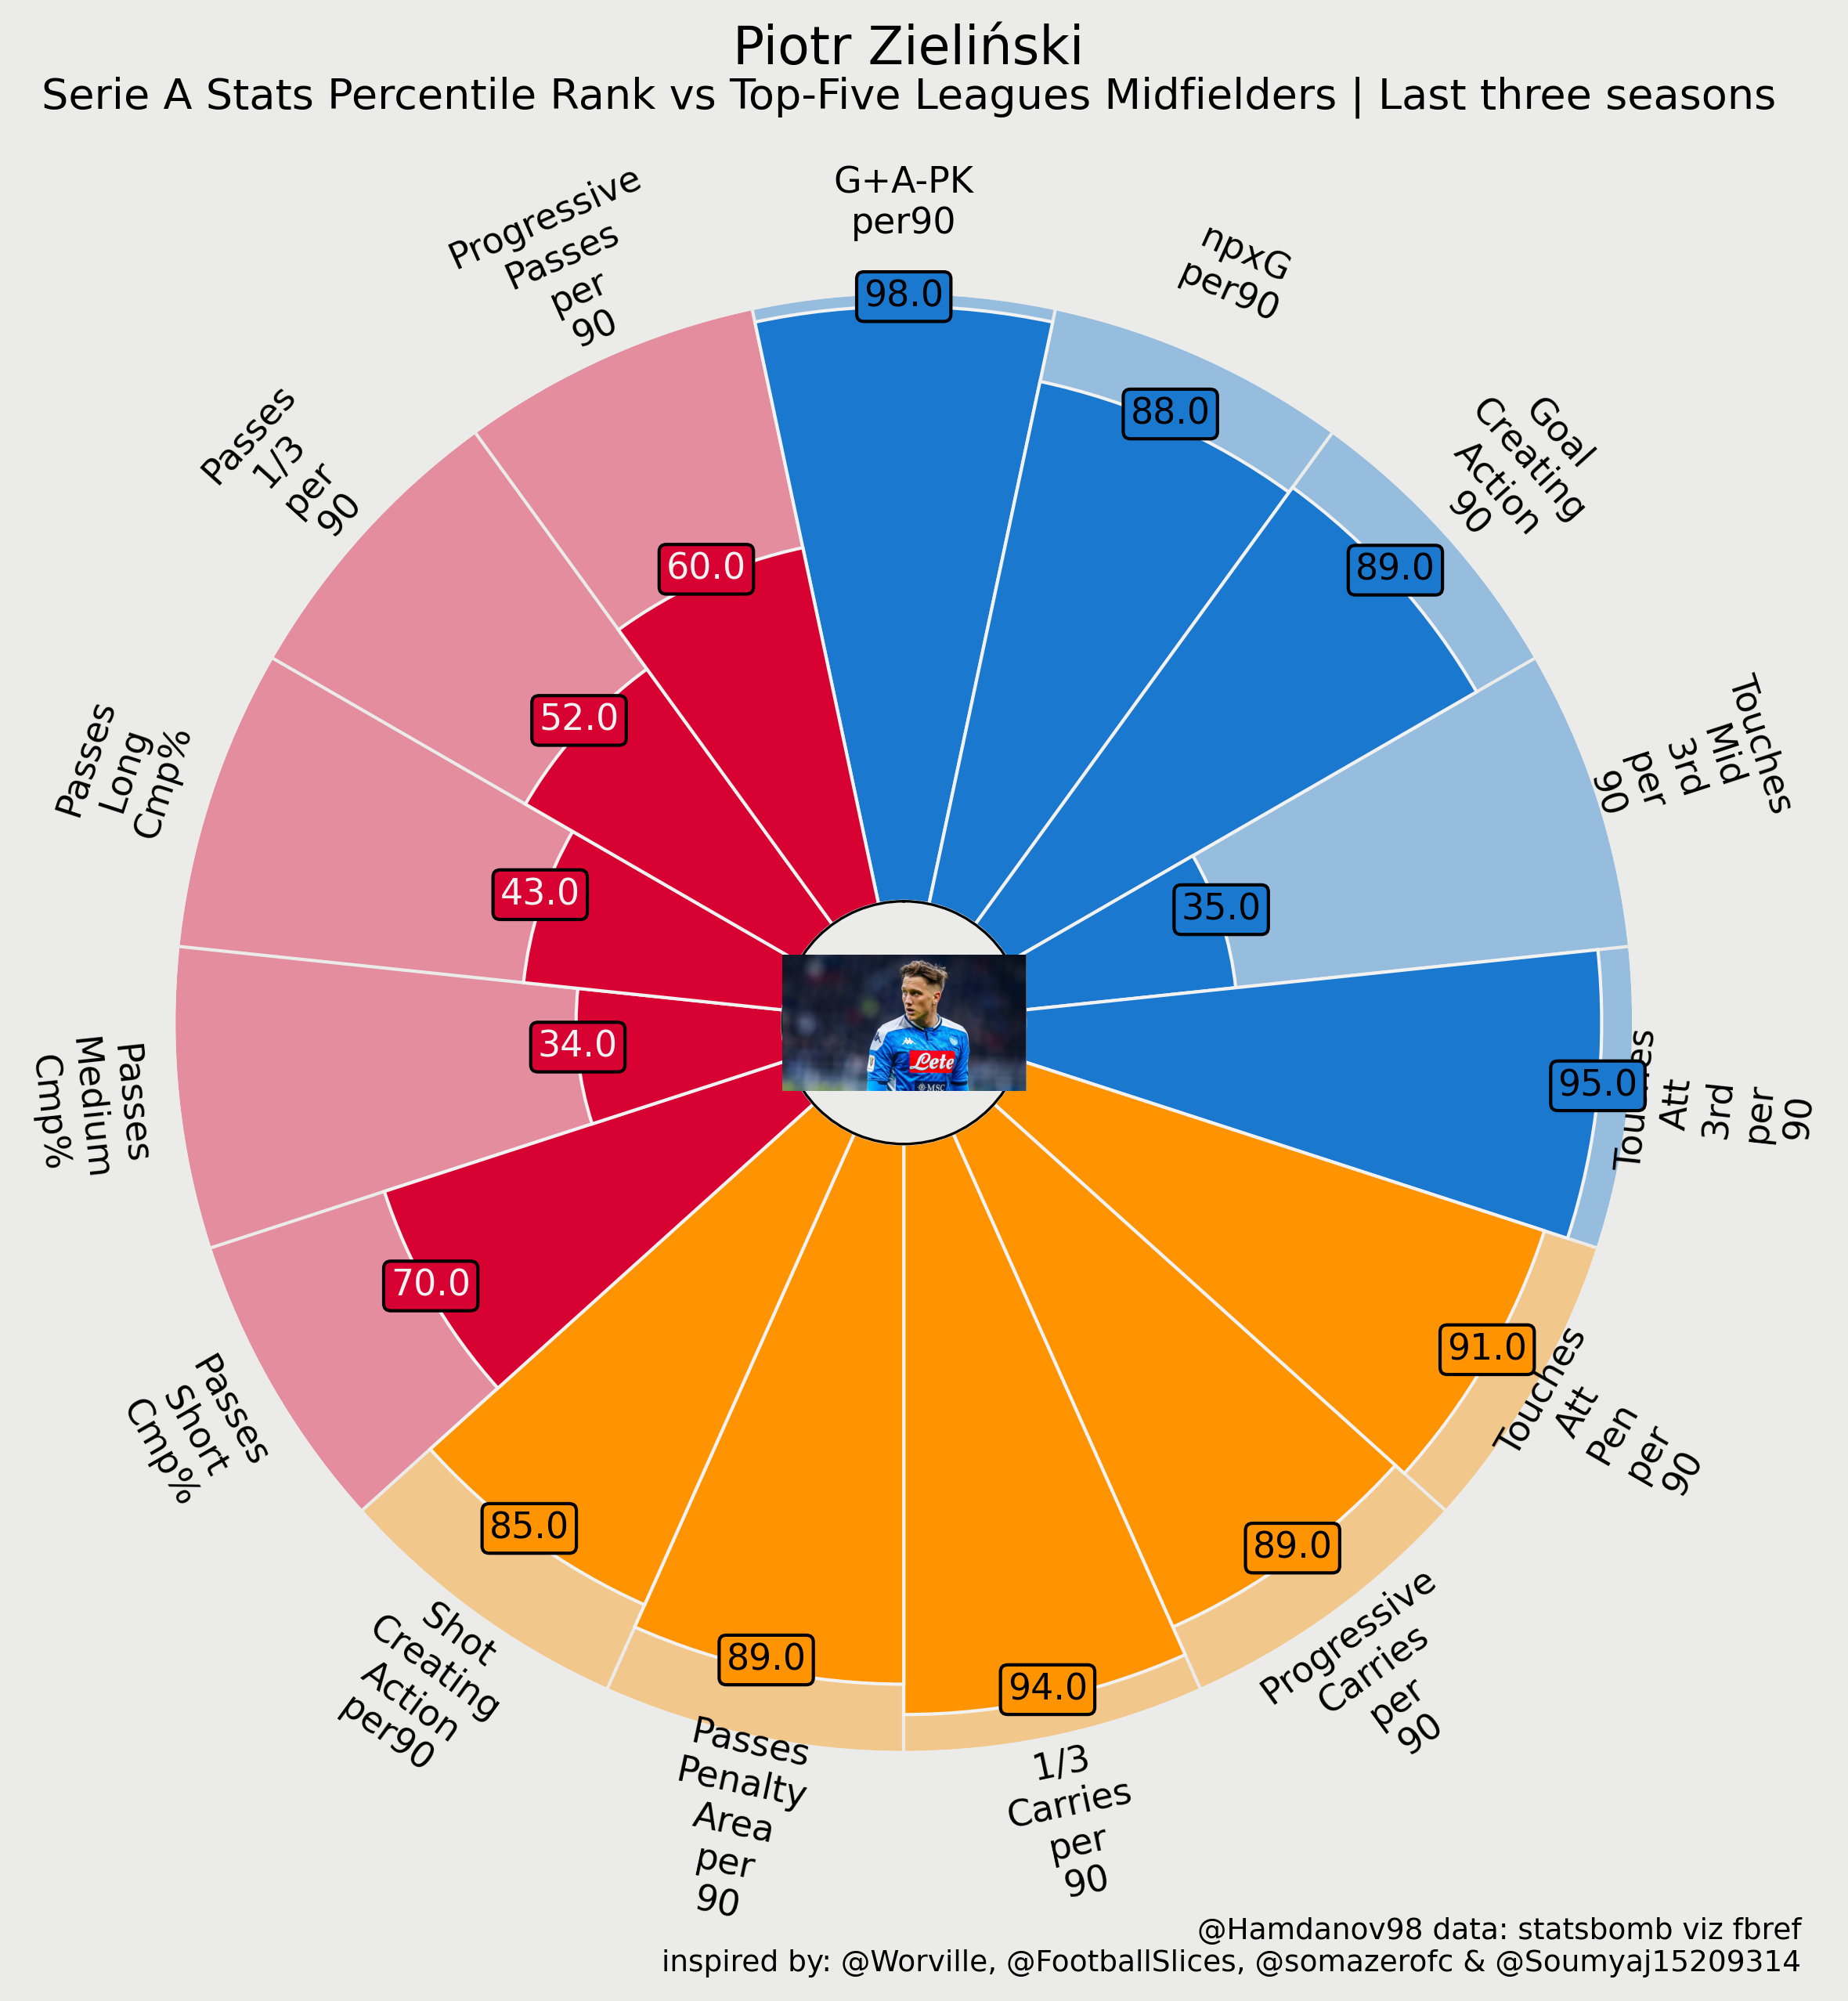 Piotr Zieliński
Serie A Stats Percentile Rank vs Top-Five Leagues Midfielders | Last three seasons
G+A-PK
per90
98.0
npxG
per90
88.0
Goal
Creating
Action
90
89.0
Touches
Mid
3rd
per
90
35.0
Touches
Att
3rd
per
90
95.0
Touches
Att
Pen
per
90
91.0
Progressive
Carries
per
90
89.0
1/3
Carries
per
90
94.0
Passes
Penalty
Area
per
90
89.0
Shot
Creating
Action
per90
85.0
Passes
Short
Cmp%
70.0
Passes
Medium
Cmp%
34.0
Passes
Long
Cmp%
43.0
Passes
1/3
per
90
52.0
Progressive
Passes
per
90
60.0
Lete
MSC
@Hamdanov98 data: statsbomb viz fbref
inspired by: @Worville, @FootballSlices, @somazerofc & @Soumyaj15209314